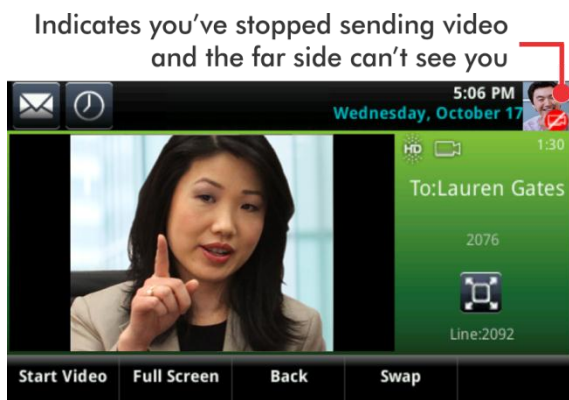 Indicates you’ve stopped sending video
and the far side can’t see you
5:06 PM
Wednesday, October 17
HD 1:30
To:Lauren Gates
2076
Line:2092
Start Video Full Screen Back Swap